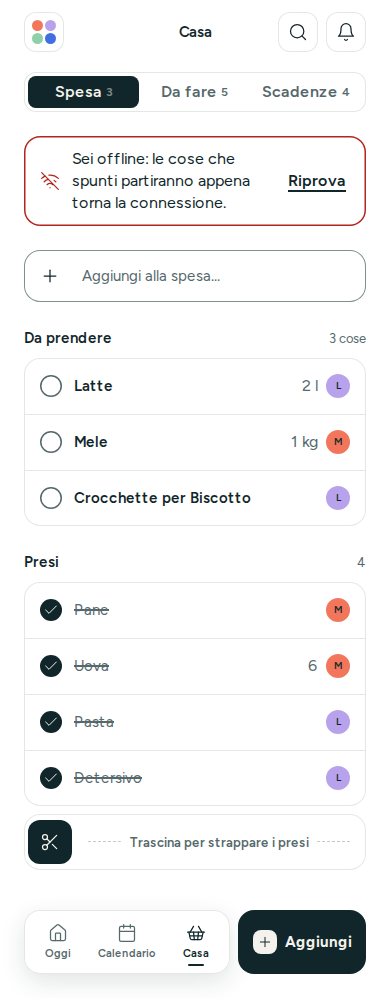 Casa
Spesa 3 Da fare 5 Scadenze 4
Sei offline: le cose che
spunti partiranno appena
torna la connessione.
Riprova
Aggiungi alla spesa...
Da prendere 3 cose
Latte 2 l L
Mele 1 kg M
Crocchette per Biscotto L
Presi 4
Pane M
Uova 6 M
Pasta L
Detersivo L
Trascina per strappare i presi
Oggi Calendario Casa Aggiungi